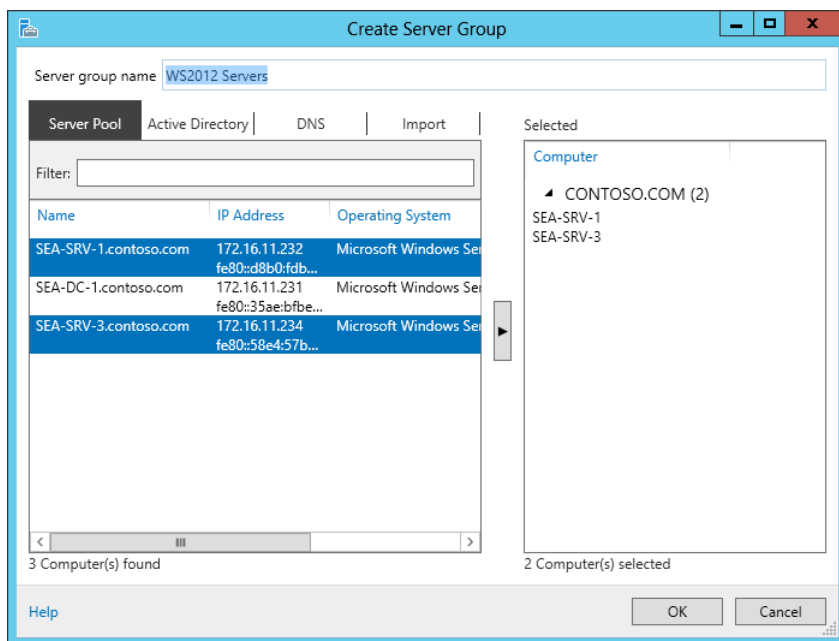 Create Server Group
Server group name WS2012 Servers
Server Pool Active Directory DNS Import
Selected
Filter:
Name IP Address Operating System
SEA-SRV-1.contoso.com 172.16.11.232 Microsoft Windows Ser
fe80::d8b0:fdb...
SEA-DC-1.contoso.com 172.16.11.231 Microsoft Windows Ser
fe80::35ae:bfbe...
SEA-SRV-3.contoso.com 172.16.11.234 Microsoft Windows Ser
fe80::58e4:57b...
3 Computer(s) found
Computer
CONTOSO.COM (2)
SEA-SRV-1
SEA-SRV-3
2 Computer(s) selected
Help OK Cancel